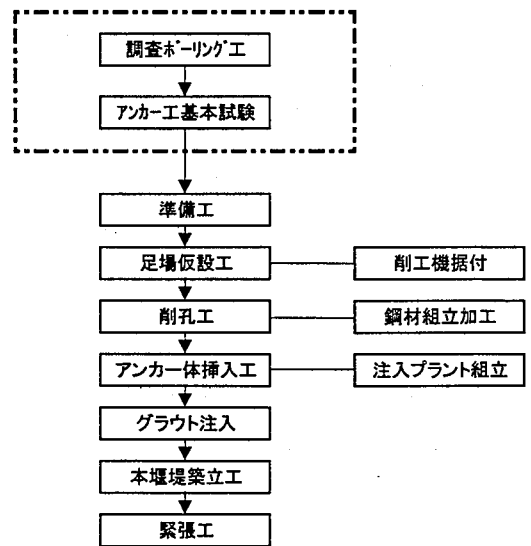 調査ﾎﾞｰﾘﾝｸﾞ工
ｱﾝｶｰ工基本試験
準備工
足場仮設工
削工機据付
削孔工
鋼材組立加工
アンカー体挿入工
注入プラント組立
グラウト注入
本堰堤築立工
緊張工